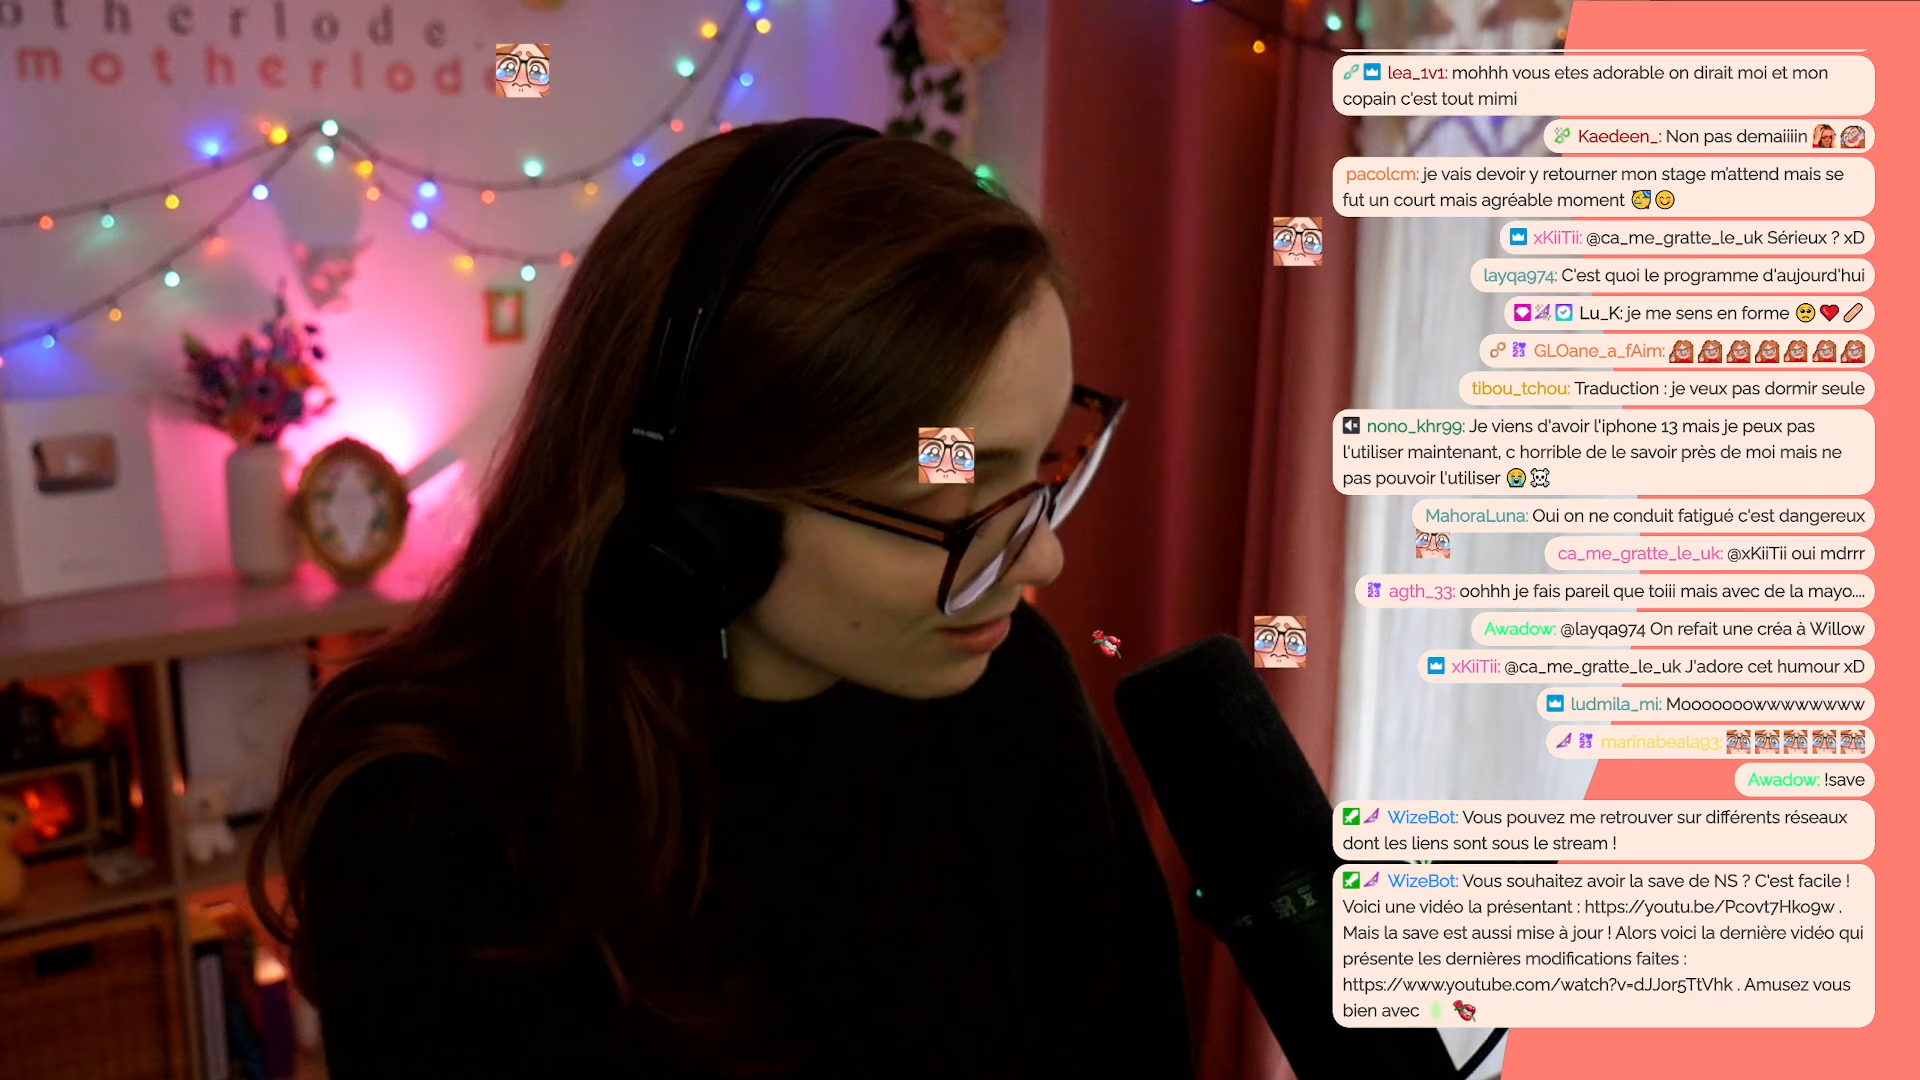 otherlode.
motherlode
lea_1v1: mohhh vous etes adorable on dirait moi et mon
copain c'est tout mimi
Kaedeen_: Non pas demaiiiin
pacolcm: je vais devoir y retourner mon stage m'attend mais se
fut un court mais agréable moment 😴😊
xKiiTii: @ca_me_gratte_le_uk Sérieux ? xD
layqa974: C'est quoi le programme d'aujourd'hui
Lu_K: je me sens en forme 🥺❤️🩹
GLOane_a_fAim:
tibou_tchou: Traduction : je veux pas dormir seule
nono_khr99: Je viens d'avoir l'iphone 13 mais je peux pas
l'utiliser maintenant, c horrible de le savoir près de moi mais ne
pas pouvoir l'utiliser 😭☠️
MahoraLuna: Oui on ne conduit fatigué c'est dangereux
ca_me_gratte_le_uk: @xKiiTii oui mdrrr
agth_33: oohhh je fais pareil que toiii mais avec de la mayo....
Awadow: @layqa974 On refait une créa à Willow
xKiiTii: @ca_me_gratte_le_uk J'adore cet humour xD
ludmila_mi: Mooooooowwwwwwwww
marinabeala93:
Awadow: !save
WizeBot: Vous pouvez me retrouver sur différents réseaux
dont les liens sont sous le stream !
WizeBot: Vous souhaitez avoir la save de NS ? C'est facile !
Voici une vidéo la présentant : https://youtu.be/Pcovt7Hko9w .
Mais la save est aussi mise à jour ! Alors voici la dernière vidéo qui
présente les dernières modifications faites :
https://www.youtube.com/watch?v=dJJor5TtVhk . Amusez vous
bien avec